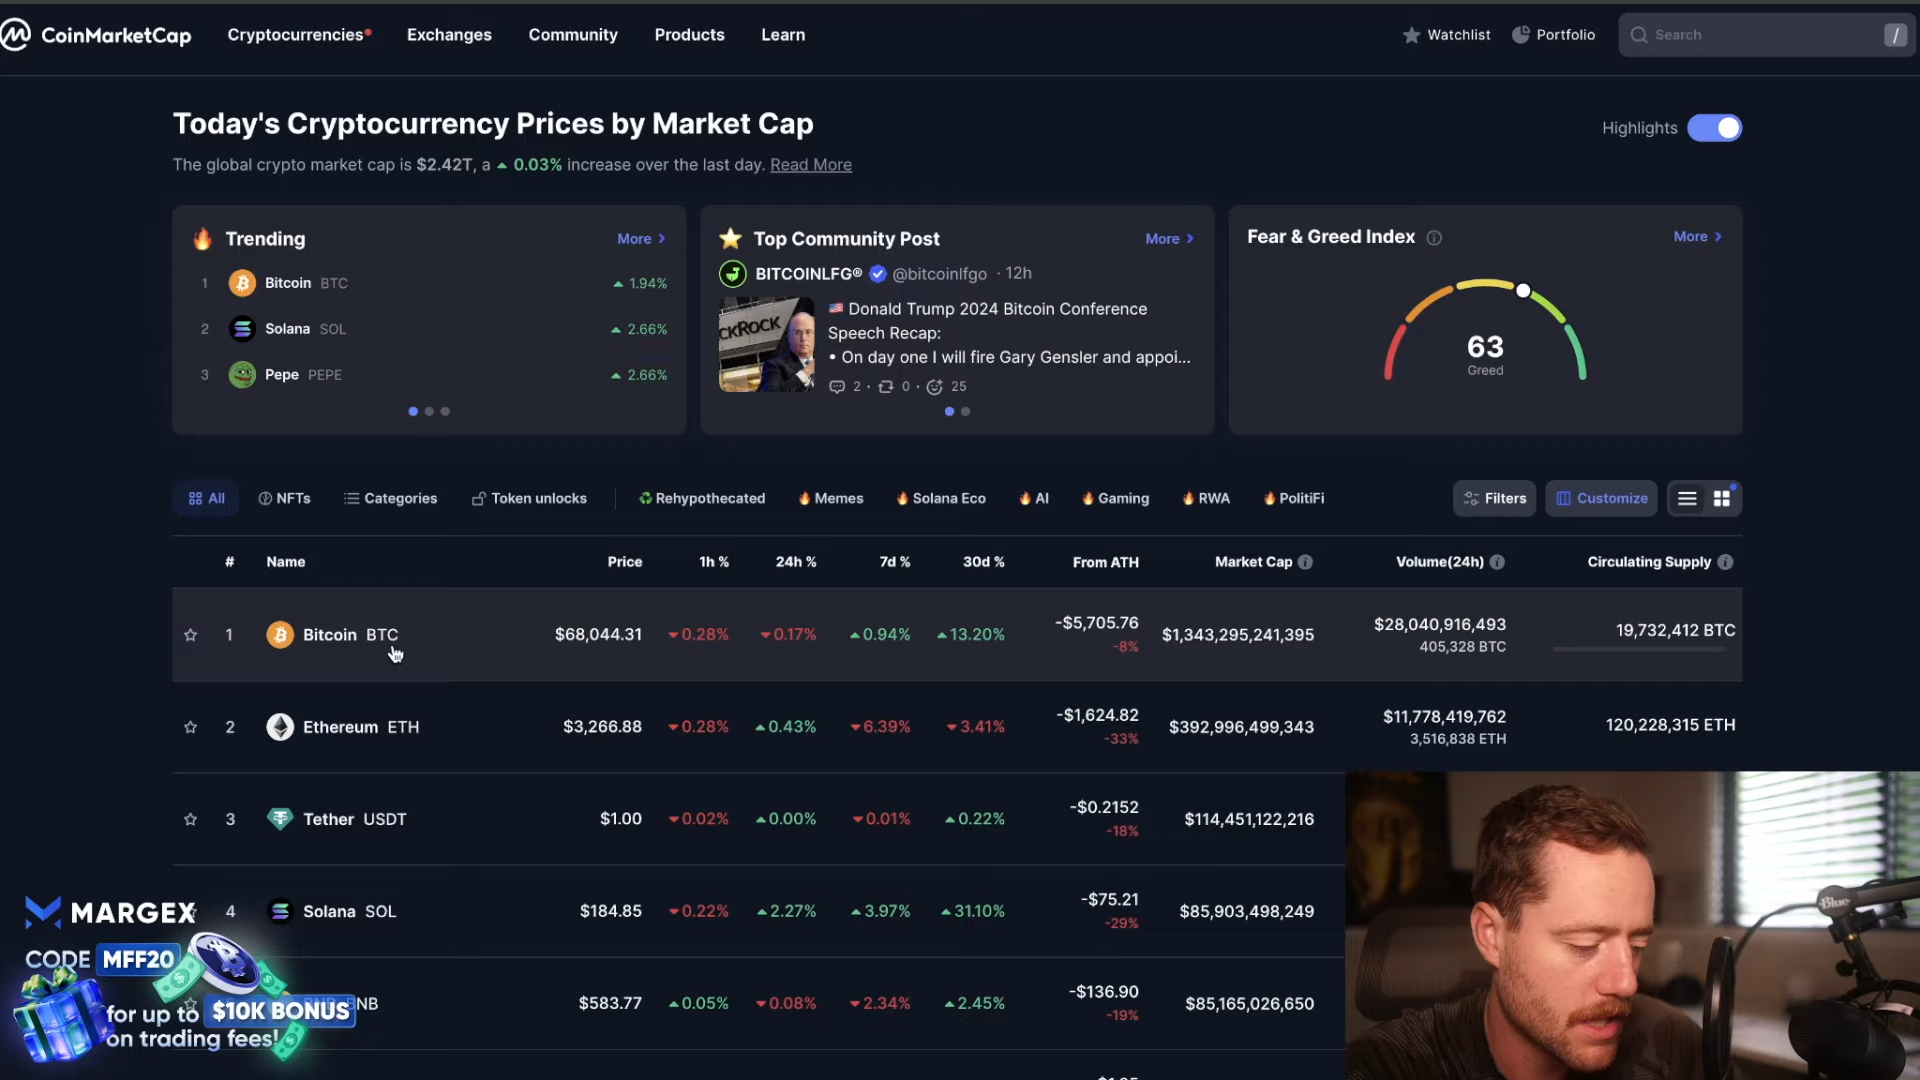 CoinMarketCap Cryptocurrencies Exchanges Community Products Learn Watchlist Portfolio Search /
Today's Cryptocurrency Prices by Market Cap
Highlights
The global crypto market cap is $2.42T, a 0.03% increase over the last day. Read More
Trending More
1 Bitcoin BTC 1.94%
2 Solana SOL 2.66%
3 Pepe PEPE 2.66%
Top Community Post More
BITCOINLFG® @bitcoinlfgo · 12h
CKROCK
Donald Trump 2024 Bitcoin Conference
Speech Recap:
• On day one I will fire Gary Gensler and appoi...
2 · 0 · 25
Fear & Greed Index More
63
Greed
All NFTs Categories Token unlocks Rehypothecated Memes Solana Eco AI Gaming RWA PolitiFi Filters Customize
# Name Price 1h % 24h % 7d % 30d % From ATH Market Cap Volume(24h) Circulating Supply
1 Bitcoin BTC $68,044.31 0.28% 0.17% 0.94% 13.20% -$5,705.76 $1,343,295,241,395 $28,040,916,493 19,732,412 BTC
-8% 405,328 BTC
2 Ethereum ETH $3,266.88 0.28% 0.43% 6.39% 3.41% -$1,624.82 $392,996,499,343 $11,778,419,762 120,228,315 ETH
-33% 3,516,838 ETH
3 Tether USDT $1.00 0.02% 0.00% 0.01% 0.22% -$0.2152 $114,451,122,216
-18%
4 Solana SOL $184.85 0.22% 2.27% 3.97% 31.10% -$75.21 $85,903,498,249
-29%
BNB BNB $583.77 0.05% 0.08% 2.34% 2.45% -$136.90 $85,165,026,650
-19%
MARGEX
CODE MFF20
for up to $10K BONUS
on trading fees!
Blue